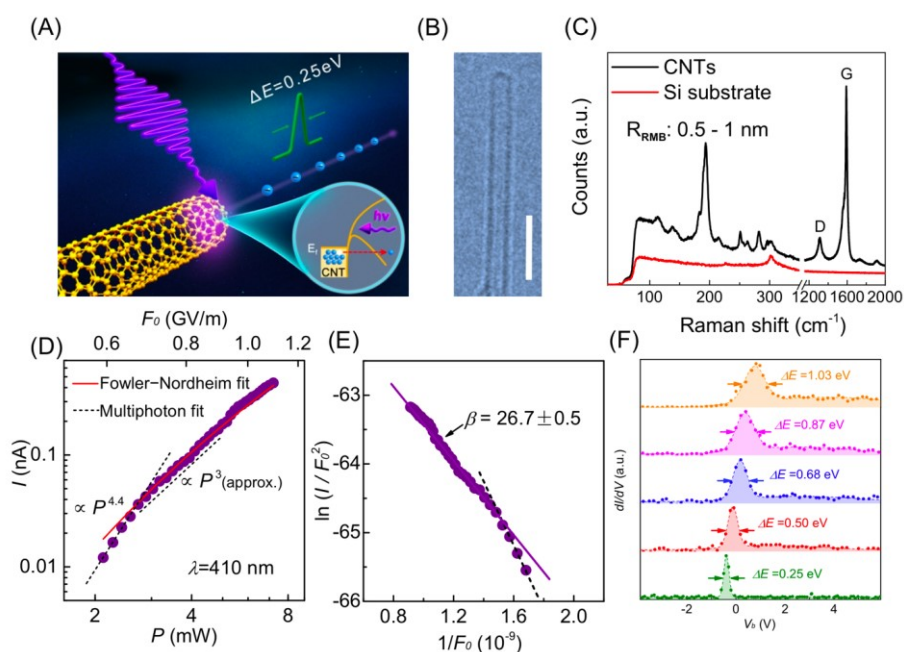 (A)
ΔE=0.25eV
hν
CNT
(B)
(C)
CNTs
Si substrate
R_RMB: 0.5 - 1 nm
G
D
Counts (a.u.)
100 200 300 1200 1600 2000
Raman shift (cm⁻¹)
(D)
F₀ (GV/m)
0.6 0.8 1.0 1.2
Fowler−Nordheim fit
Multiphoton fit
∝ P^4.4
∝ P^3 (approx.)
λ=410 nm
I (nA)
0.1
0.01
2 4 8
P (mW)
(E)
β = 26.7 ± 0.5
ln (I / F₀²)
-63
-64
-65
-66
0.8 1.2 1.6 2.0
1/F₀ (10⁻⁹)
(F)
ΔE =1.03 eV
ΔE =0.87 eV
ΔE =0.68 eV
ΔE =0.50 eV
ΔE =0.25 eV
dI/dV (a.u.)
-2 0 2 4
V_b (V)